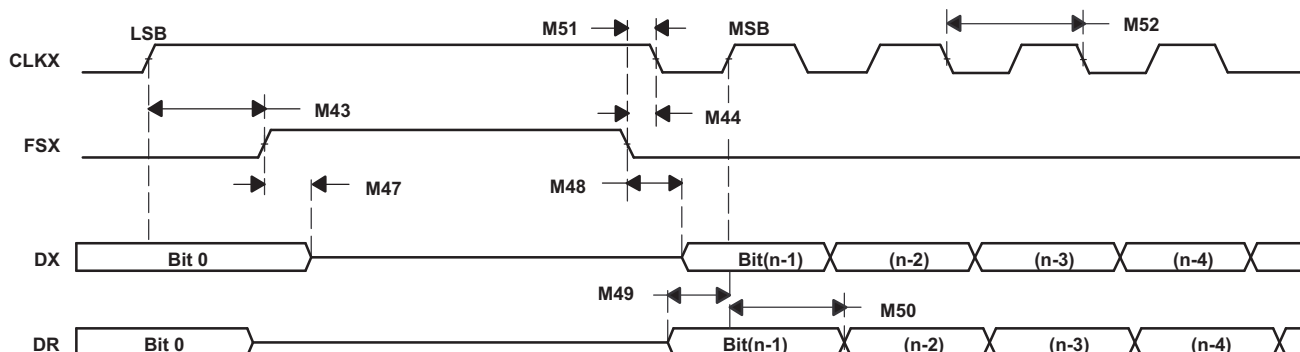 LSB
M51
MSB
M52
CLKX
M43
M44
FSX
M47
M48
DX
Bit 0
Bit(n-1)
(n-2)
(n-3)
(n-4)
M49
M50
DR
Bit 0
Bit(n-1)
(n-2)
(n-3)
(n-4)